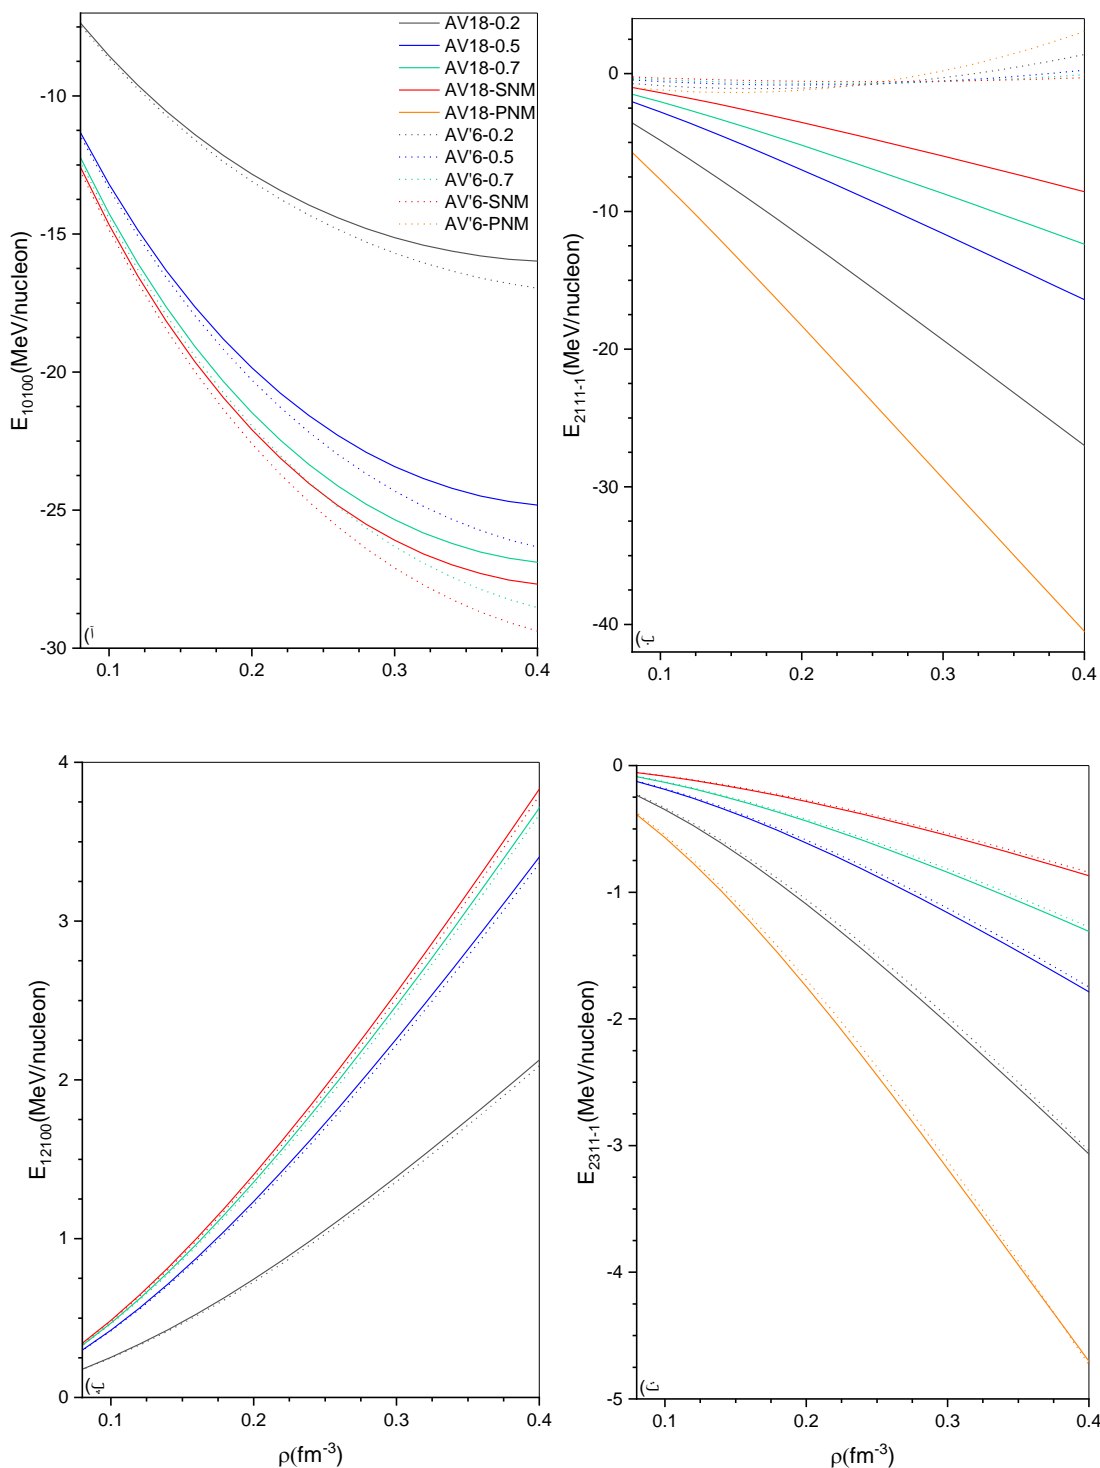 AV18-0.2
AV18-0.5
AV18-0.7
AV18-SNM
AV18-PNM
AV'6-0.2
AV'6-0.5
AV'6-0.7
AV'6-SNM
AV'6-PNM
-10
-15
-20
-25
-30
0.1 0.2 0.3 0.4
E10100(MeV/nucleon)
0
-10
-20
-30
-40
0.1 0.2 0.3 0.4
E2111-1(MeV/nucleon)
4
3
2
1
0
0.1 0.2 0.3 0.4
E12100(MeV/nucleon)
ρ(fm-3)
0
-1
-2
-3
-4
-5
0.1 0.2 0.3 0.4
E2311-1(MeV/nucleon)
ρ(fm-3)